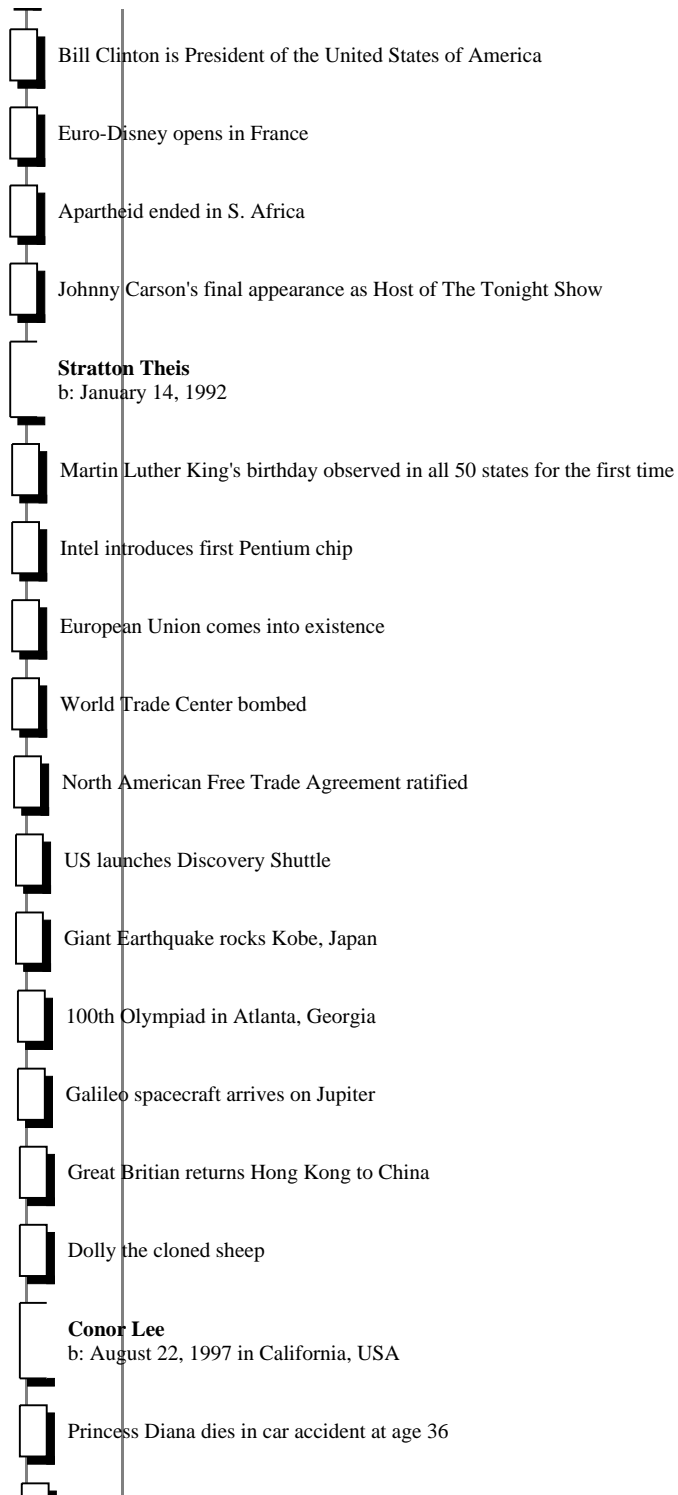 Bill Clinton is President of the United States of America
Euro-Disney opens in France
Apartheid ended in S. Africa
Johnny Carson's final appearance as Host of The Tonight Show
Stratton Theis
b: January 14, 1992
Martin Luther King's birthday observed in all 50 states for the first time
Intel introduces first Pentium chip
European Union comes into existence
World Trade Center bombed
North American Free Trade Agreement ratified
US launches Discovery Shuttle
Giant Earthquake rocks Kobe, Japan
100th Olympiad in Atlanta, Georgia
Galileo spacecraft arrives on Jupiter
Great Britian returns Hong Kong to China
Dolly the cloned sheep
Conor Lee
b: August 22, 1997 in California, USA
Princess Diana dies in car accident at age 36